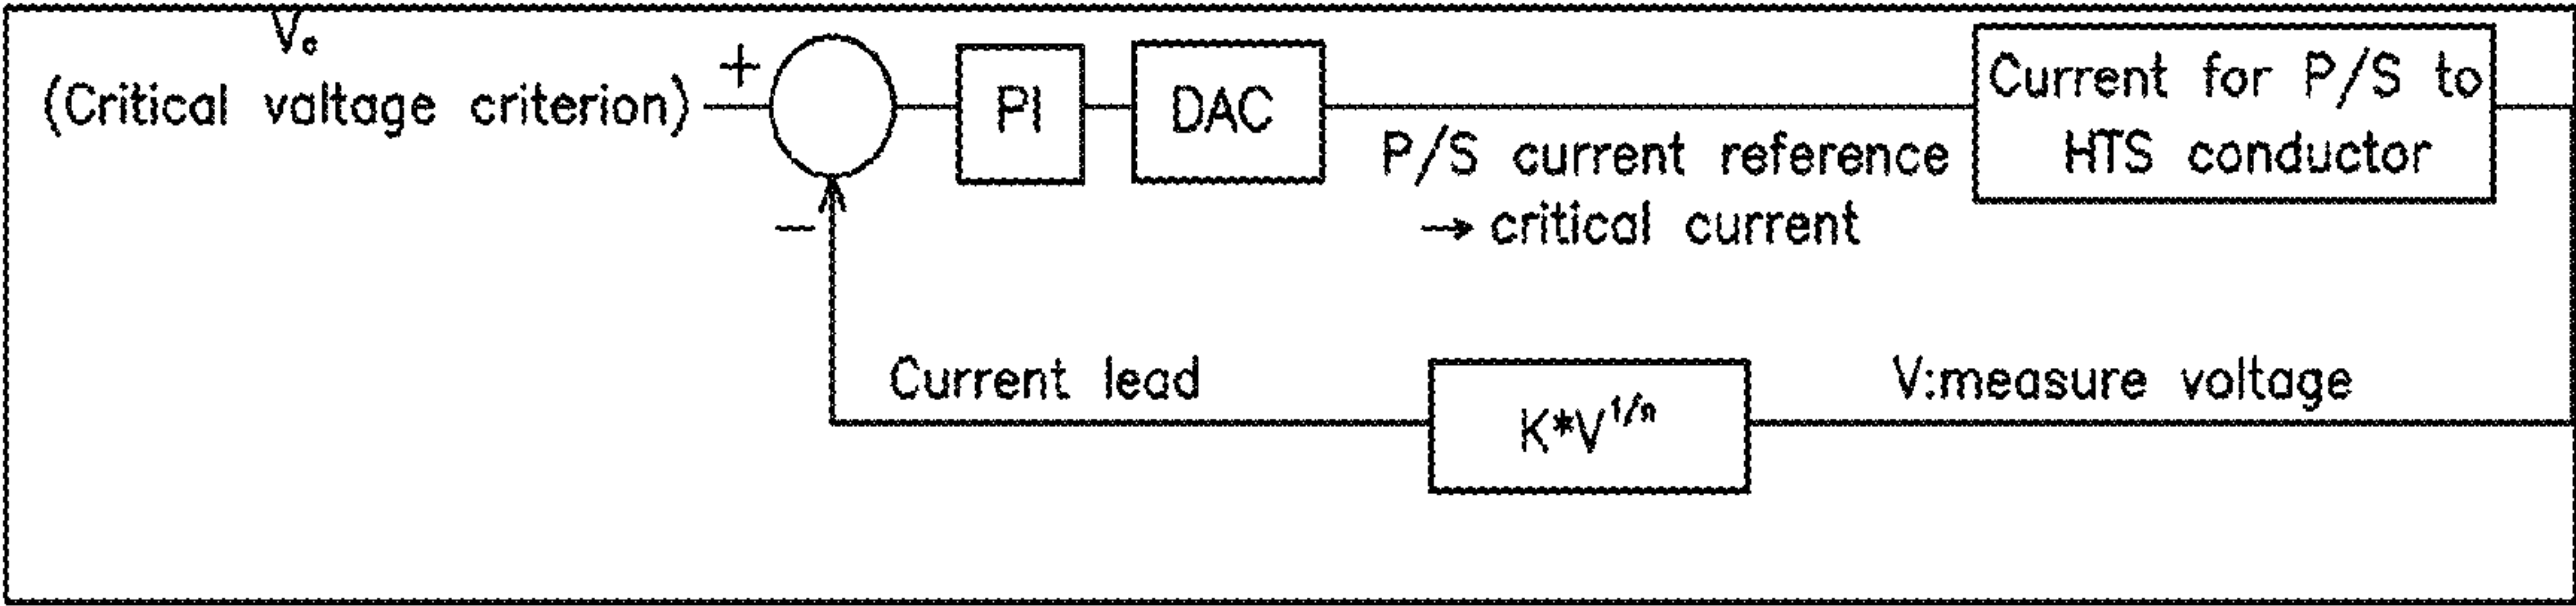 Vc
(Critical valtage criterion)
+
−
PI
DAC
P/S current reference
→ critical current
Current for P/S to
HTS conductor
Current lead
K*V^1/n
V:measure voltage